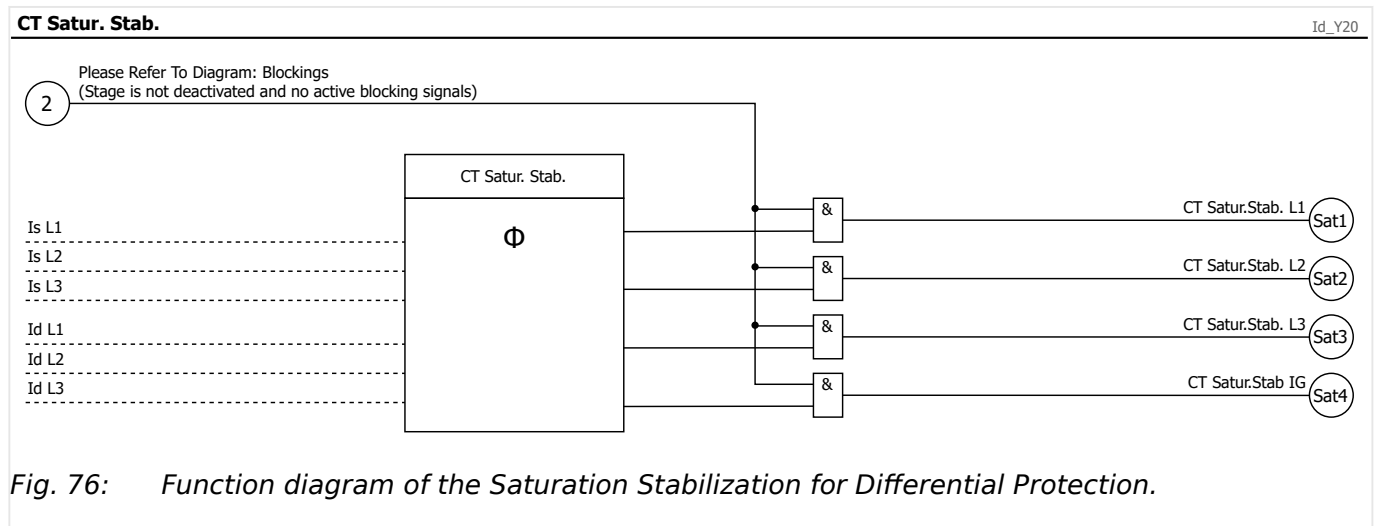 CT Satur. Stab.
Id_Y20
Please Refer To Diagram: Blockings
(Stage is not deactivated and no active blocking signals)
2
CT Satur. Stab.
Φ
Is L1
Is L2
Is L3
Id L1
Id L2
Id L3
&
CT Satur.Stab. L1
Sat1
&
CT Satur.Stab. L2
Sat2
&
CT Satur.Stab. L3
Sat3
&
CT Satur.Stab IG
Sat4
Fig. 76: Function diagram of the Saturation Stabilization for Differential Protection.